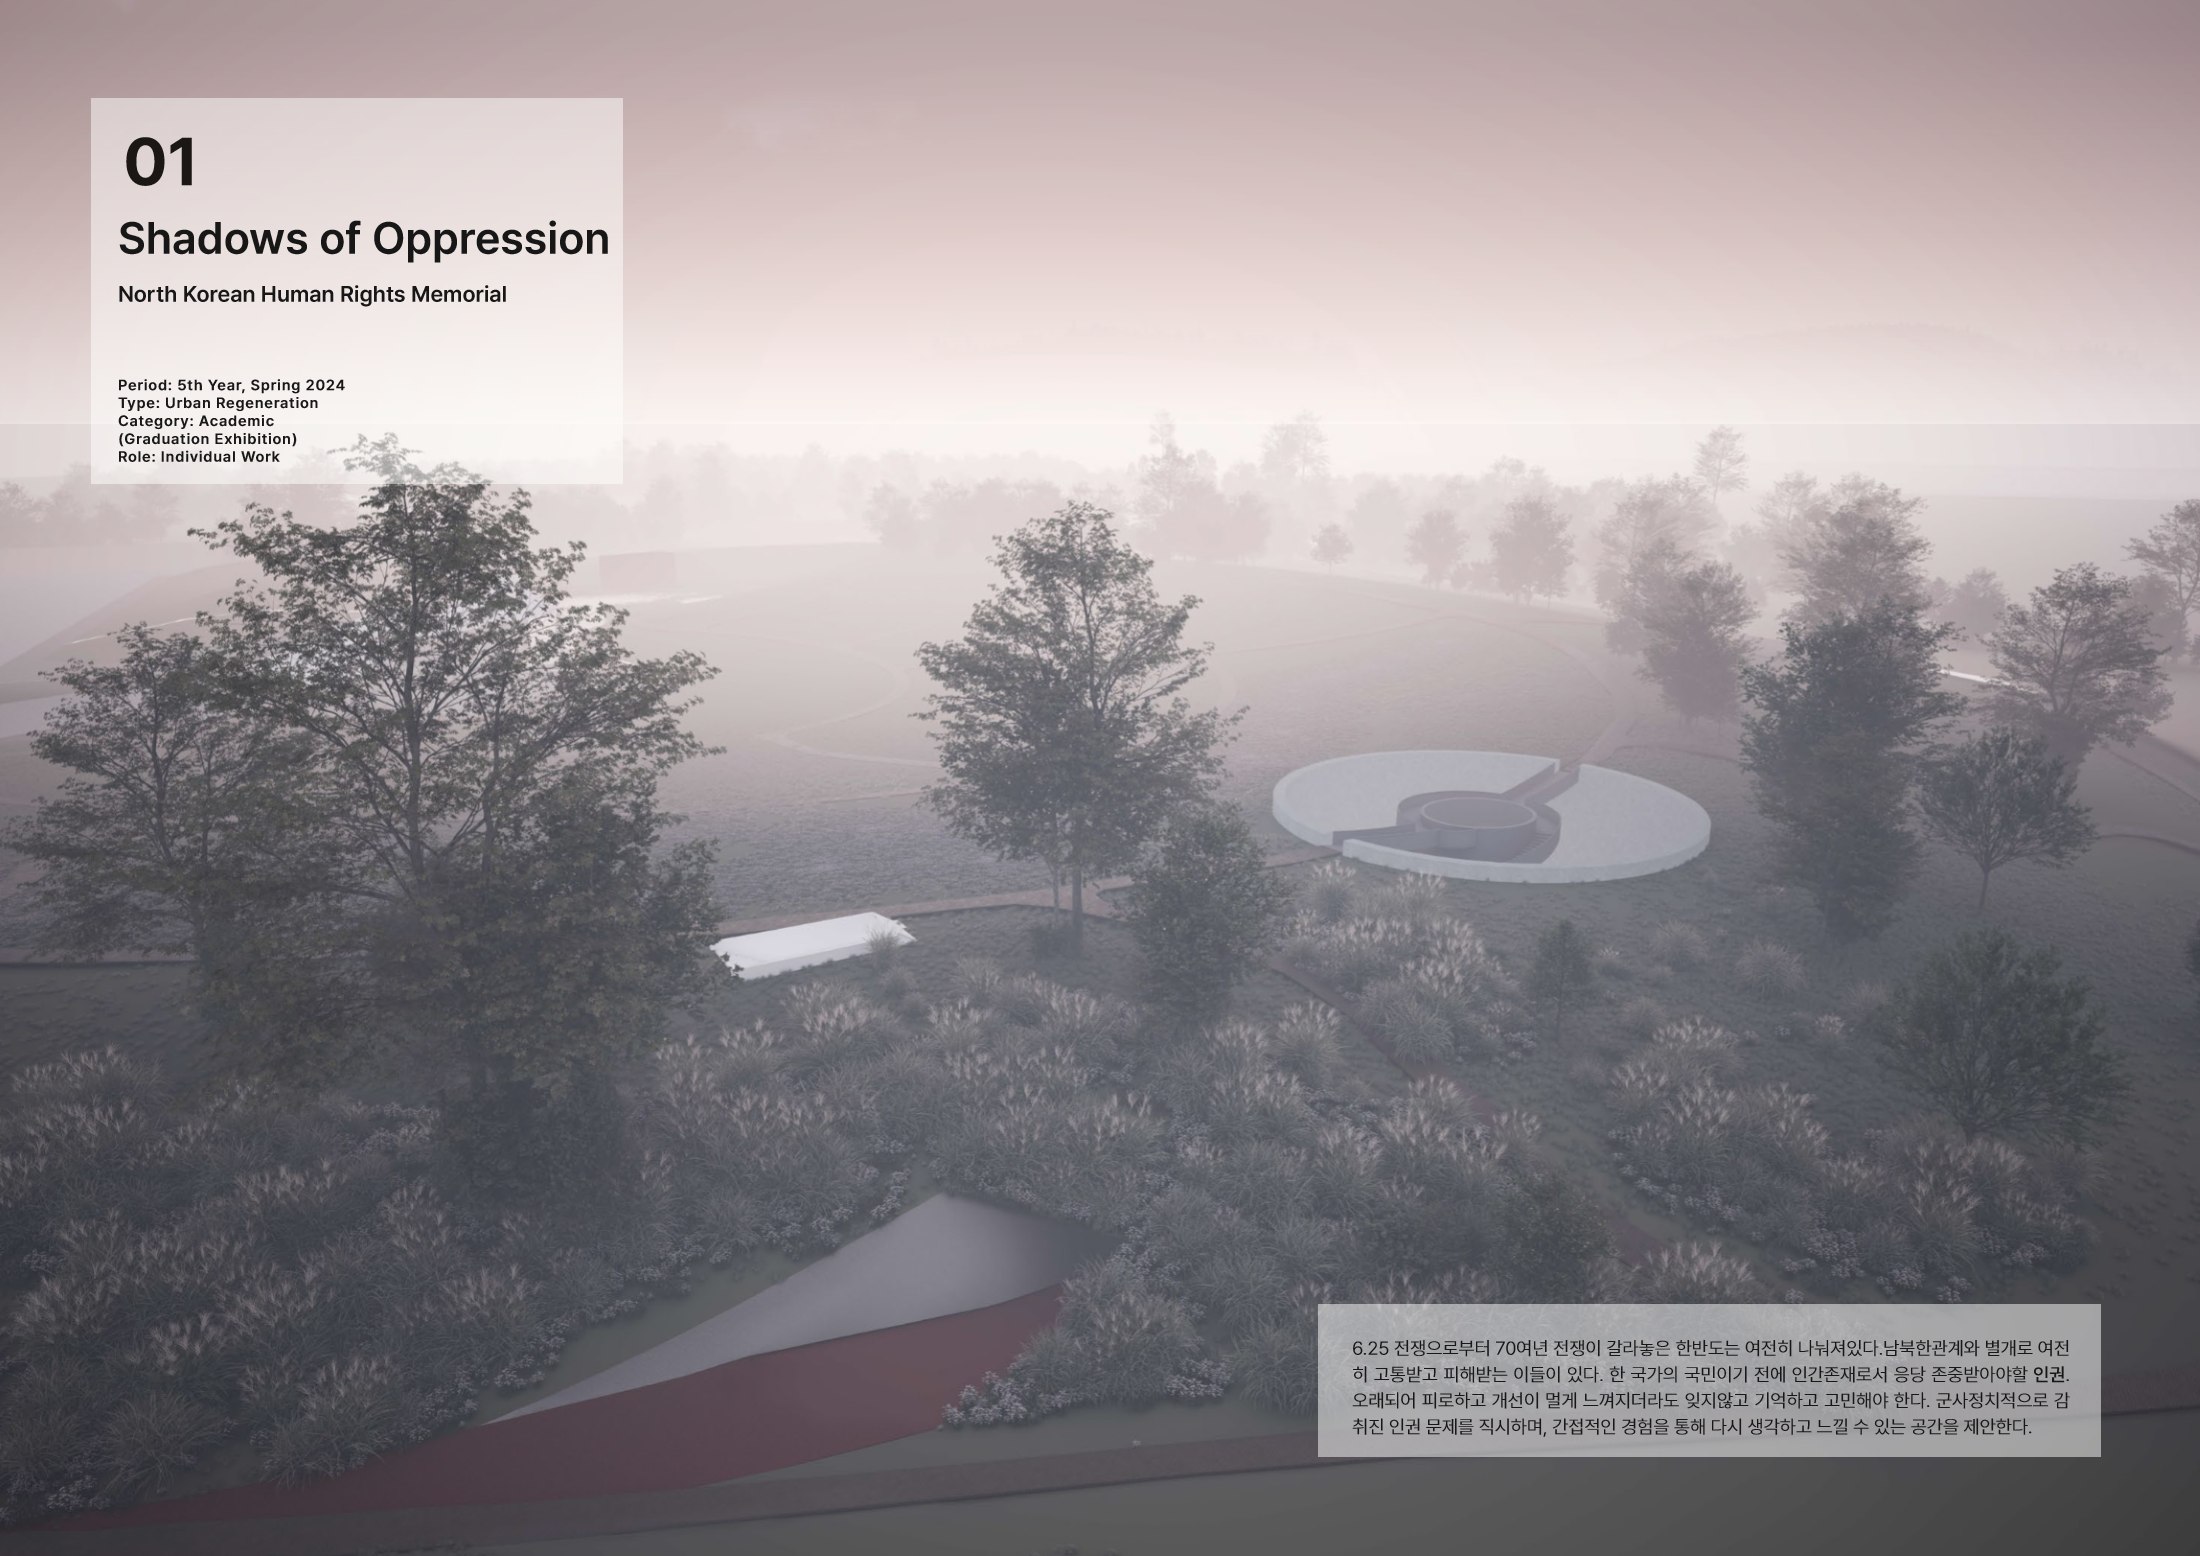 01
Shadows of Oppression
North Korean Human Rights Memorial
Period: 5th Year, Spring 2024
Type: Urban Regeneration
Category: Academic
(Graduation Exhibition)
Role: Individual Work
6.25 전쟁으로부터 70여년 전쟁이 갈라놓은 한반도는 여전히 나눠져있다.남북한관계와 별개로 여전
히 고통받고 피해받는 이들이 있다. 한 국가의 국민이기 전에 인간존재로서 응당 존중받아야할 인권.
오래되어 피로하고 개선이 멀게 느껴지더라도 잊지않고 기억하고 고민해야 한다. 군사정치적으로 감
춰진 인권 문제를 직시하며, 간접적인 경험을 통해 다시 생각하고 느낄 수 있는 공간을 제안한다.